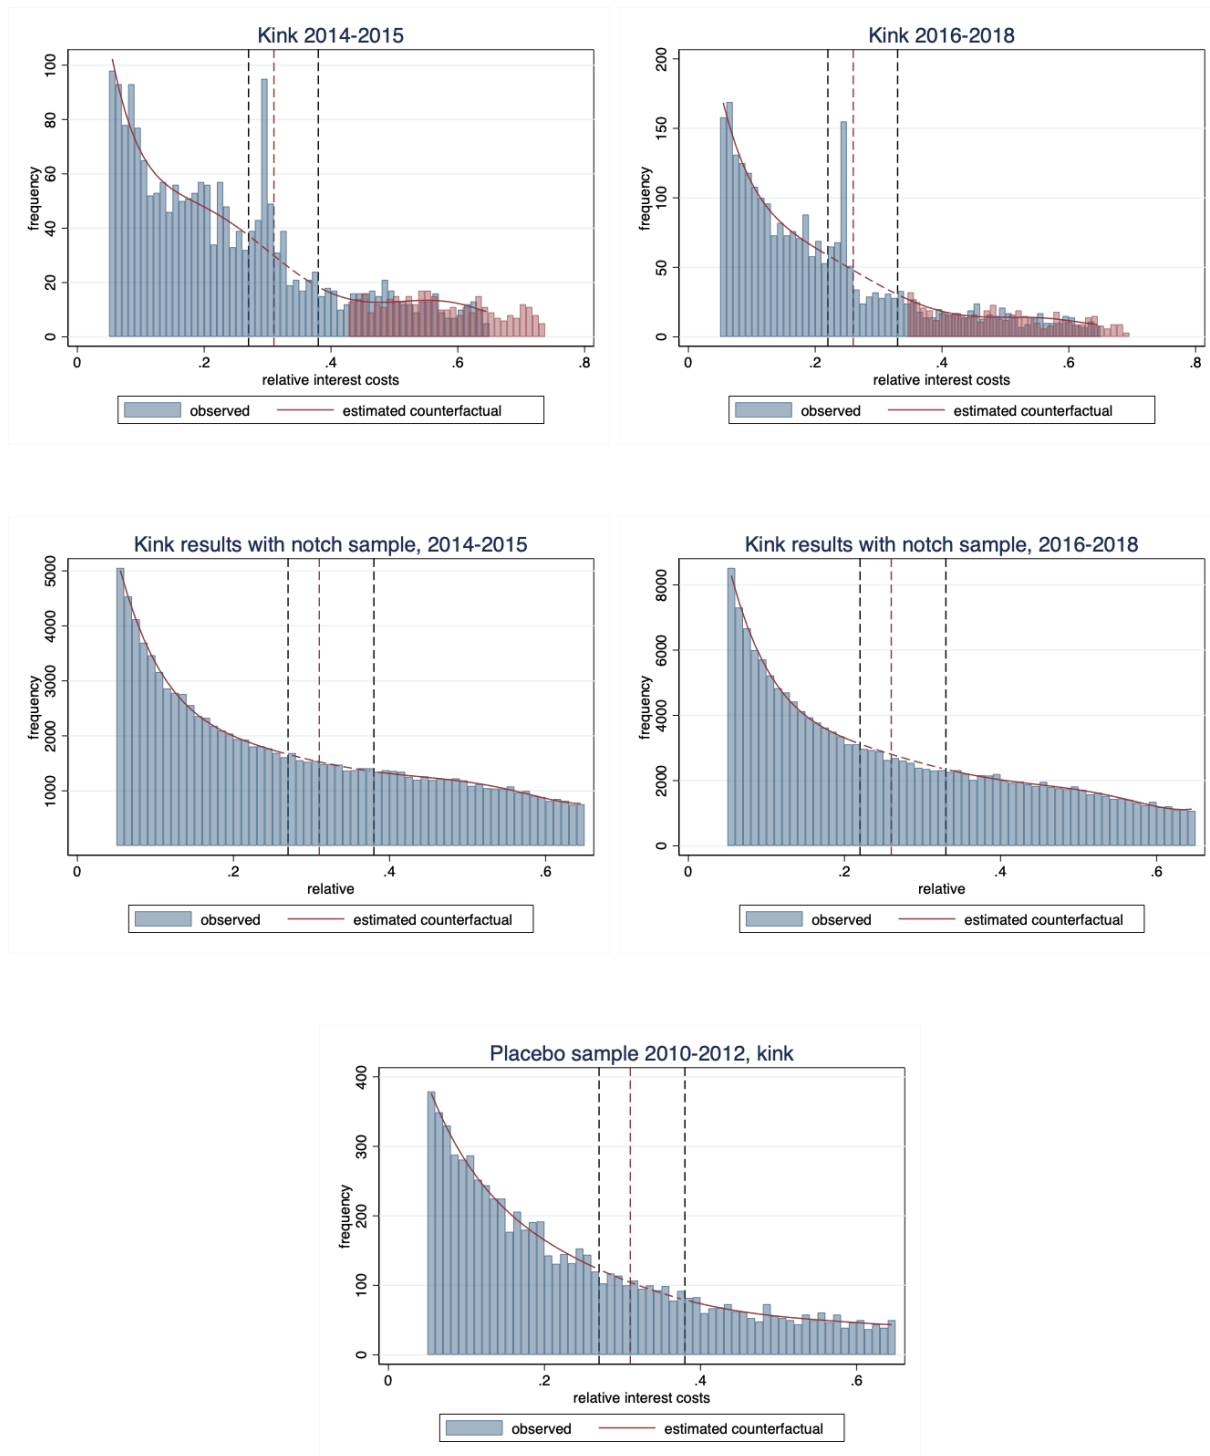 Kink 2014-2015
frequency
100
80
60
40
20
0
0 .2 .4 .6 .8
relative interest costs
observed estimated counterfactual
Kink 2016-2018
frequency
200
150
100
50
0
0 .2 .4 .6 .8
relative interest costs
observed estimated counterfactual
Kink results with notch sample, 2014-2015
frequency
5000
4000
3000
2000
1000
0 .2 .4 .6
relative
observed estimated counterfactual
Kink results with notch sample, 2016-2018
frequency
8000
6000
4000
2000
0
0 .2 .4 .6
relative
observed estimated counterfactual
Placebo sample 2010-2012, kink
frequency
400
300
200
100
0
0 .2 .4 .6
relative interest costs
observed estimated counterfactual